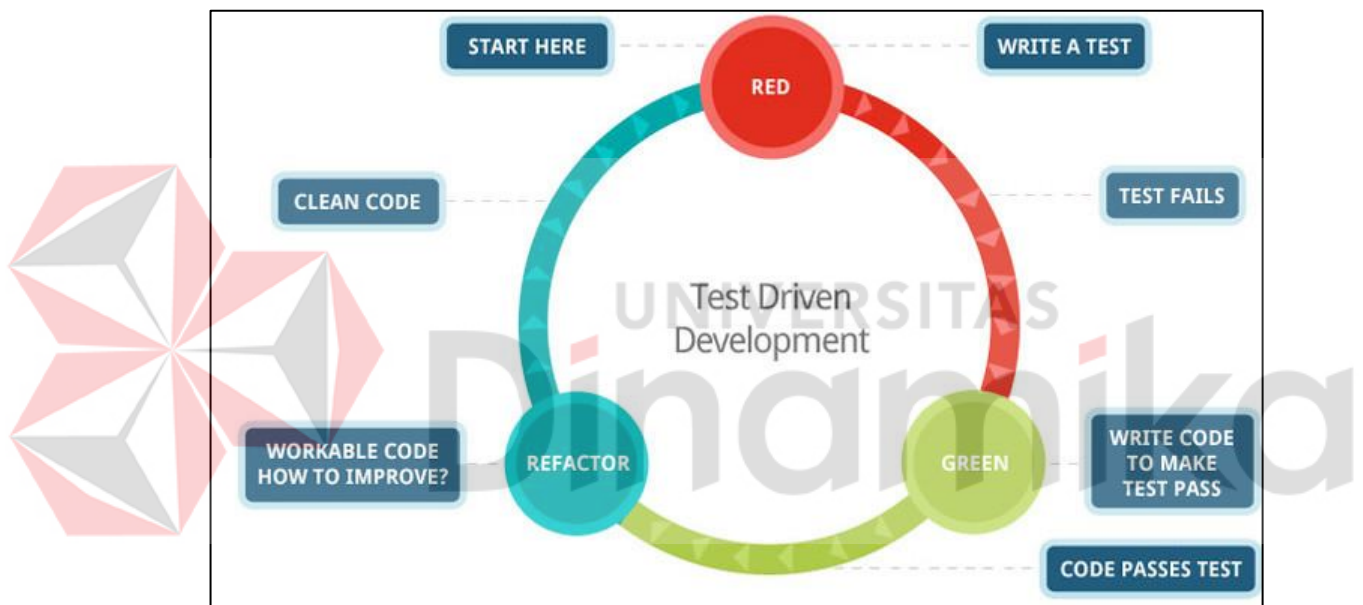 START HERE
RED
WRITE A TEST
CLEAN CODE
TEST FAILS
Test Driven
Development
UNIVERSITAS
Dinamika
WORKABLE CODE
HOW TO IMPROVE?
REFACTOR
GREEN
WRITE CODE
TO MAKE
TEST PASS
CODE PASSES TEST